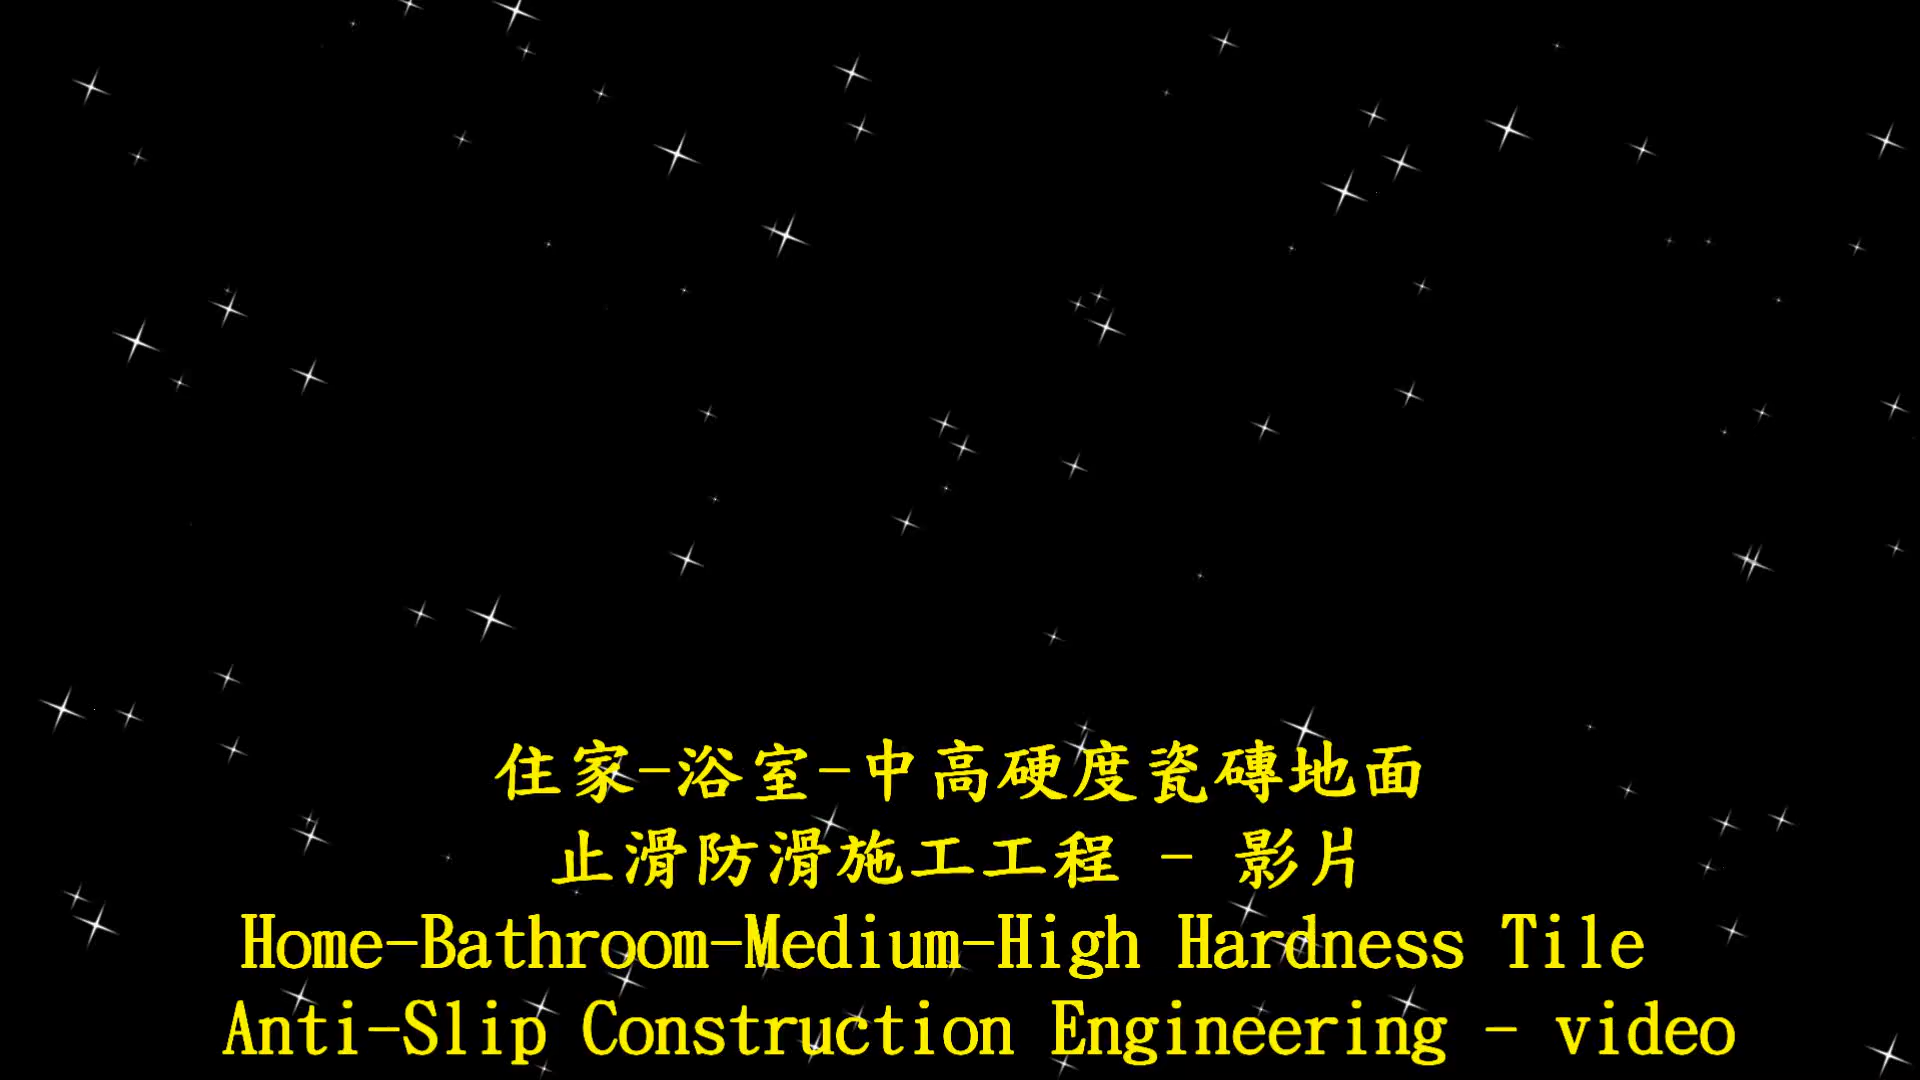 住家-浴室-中高硬度瓷磚地面
止滑防滑施工工程 - 影片
Home-Bathroom-Medium-High Hardness Tile
Anti-Slip Construction Engineering - video